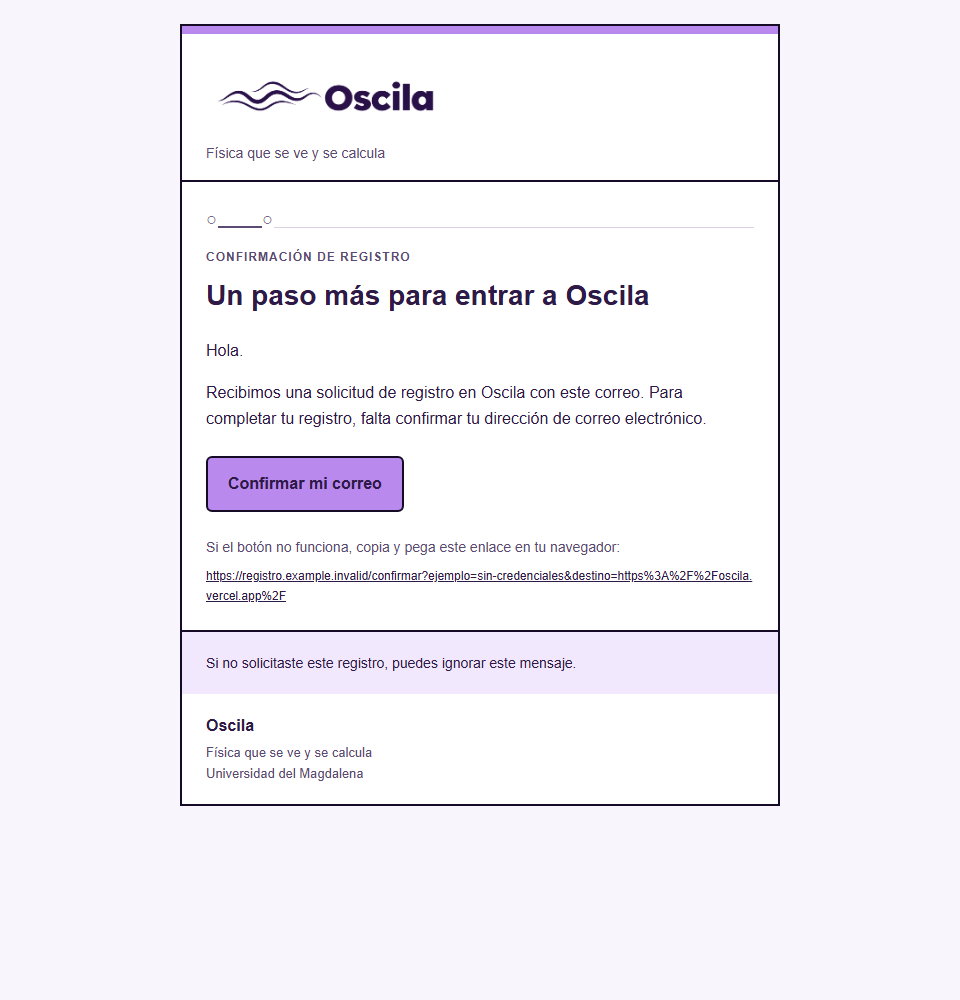 Oscila
Física que se ve y se calcula
CONFIRMACIÓN DE REGISTRO
Un paso más para entrar a Oscila
Hola.
Recibimos una solicitud de registro en Oscila con este correo. Para
completar tu registro, falta confirmar tu dirección de correo electrónico.
Confirmar mi correo
Si el botón no funciona, copia y pega este enlace en tu navegador:
https://registro.example.invalid/confirmar?ejemplo=sin-credenciales&destino=https%3A%2F%2Foscila.
vercel.app%2F
Si no solicitaste este registro, puedes ignorar este mensaje.
Oscila
Física que se ve y se calcula
Universidad del Magdalena